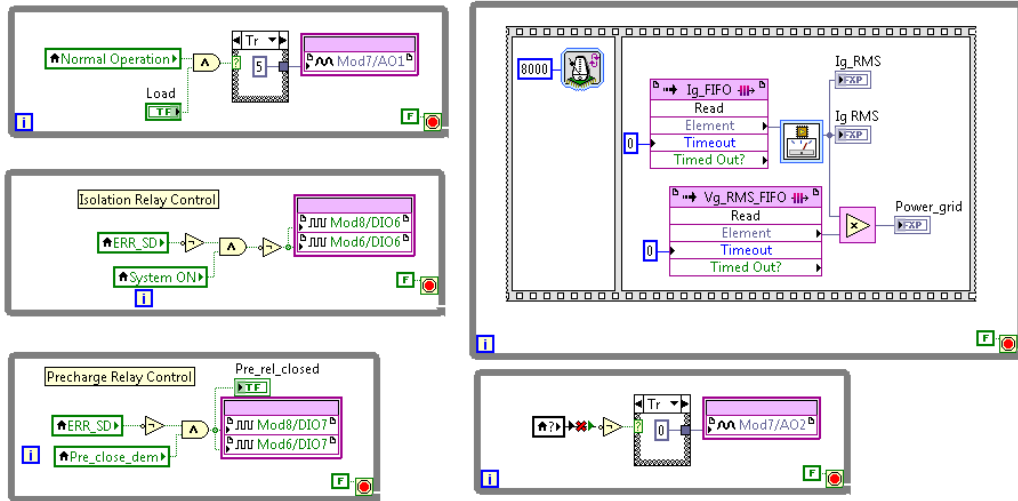 Normal Operation
Load
TF
Tr
5
Mod7/AO1
i
F
Isolation Relay Control
ERR_SD
System ON
Mod8/DIO6
Mod6/DIO6
i
F
Precharge Relay Control
Pre_rel_closed
TF
ERR_SD
Pre_close_dem
Mod8/DIO7
Mod6/DIO7
i
F
8000
Ig_FIFO
Read
Element
0
Timeout
Timed Out?
Ig_RMS
FXP
Ig RMS
FXP
Vg_RMS_FIFO
Read
Element
0
Timeout
Timed Out?
Power_grid
FXP
i
F
?
Tr
0
Mod7/AO2
i
F